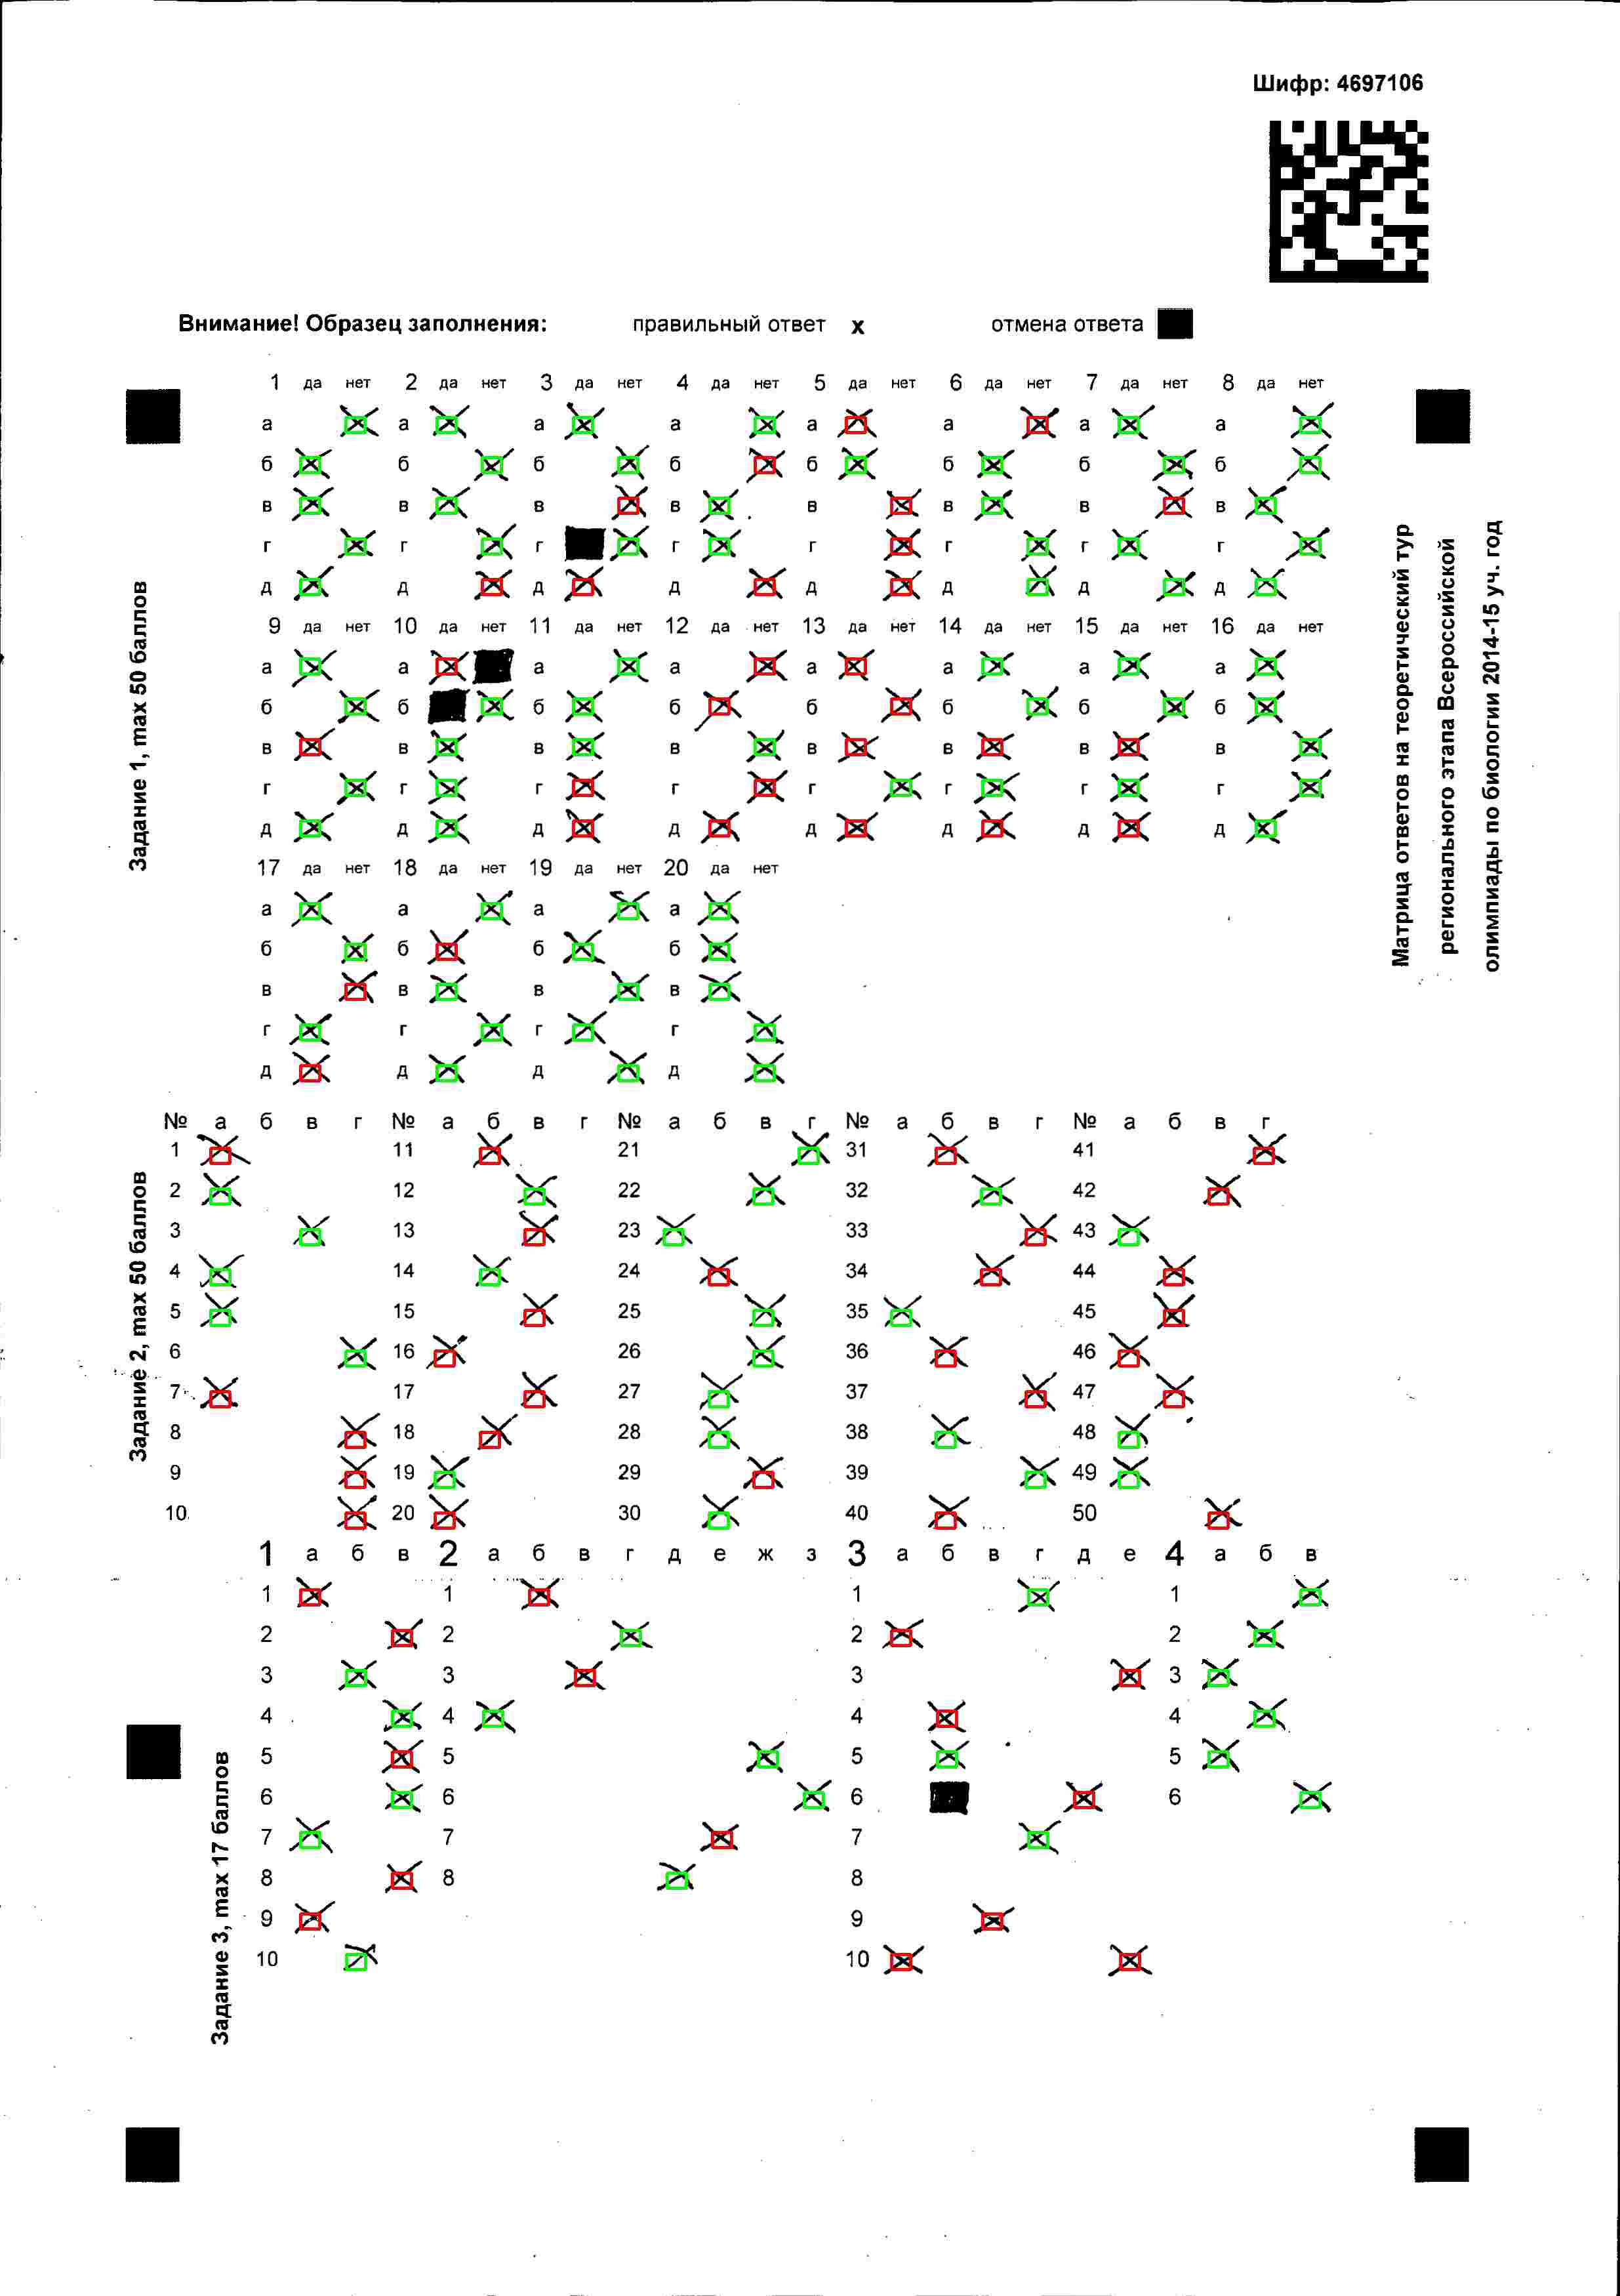 Шифр: 4697106
Внимание! Образец заполнения: правильный ответ х отмена ответа
Матрица ответов на теоретический тур
регионального этапа Всероссийской
олимпиады по биологии 2014-15 уч. год
Задание 1, max 50 баллов
1 да нет 2 да нет 3 да нет 4 да нет 5 да нет 6 да нет 7 да нет 8 да нет
а а а а а а а а
б б б б б б б б
в в в в в в в в
г г г г г г г г
д д д д д д д д
9 да нет 10 да нет 11 да нет 12 да нет 13 да нет 14 да нет 15 да нет 16 да нет
а а а а а а а а
б б б б б б б б
в в в в в в в в
г г г г г г г г
д д д д д д д д
17 да нет 18 да нет 19 да нет 20 да нет
а а а а
б б б б
в в в в
г г г г
д д д д
Задание 2, max 50 баллов
№ а б в г № а б в г № а б в г № а б в г № а б в г
1 11 21 31 41
2 12 22 32 42
3 13 23 33 43
4 14 24 34 44
5 15 25 35 45
6 16 26 36 46
7 17 27 37 47
8 18 28 38 48
9 19 29 39 49
10 20 30 40 50
Задание 3, max 17 баллов
1 а б в 2 а б в г д е ж з 3 а б в г д е 4 а б в
1 1 1 1
2 2 2 2
3 3 3 3
4 4 4 4
5 5 5 5
6 6 6 6
7 7 7
8 8 8
9 9
10 10